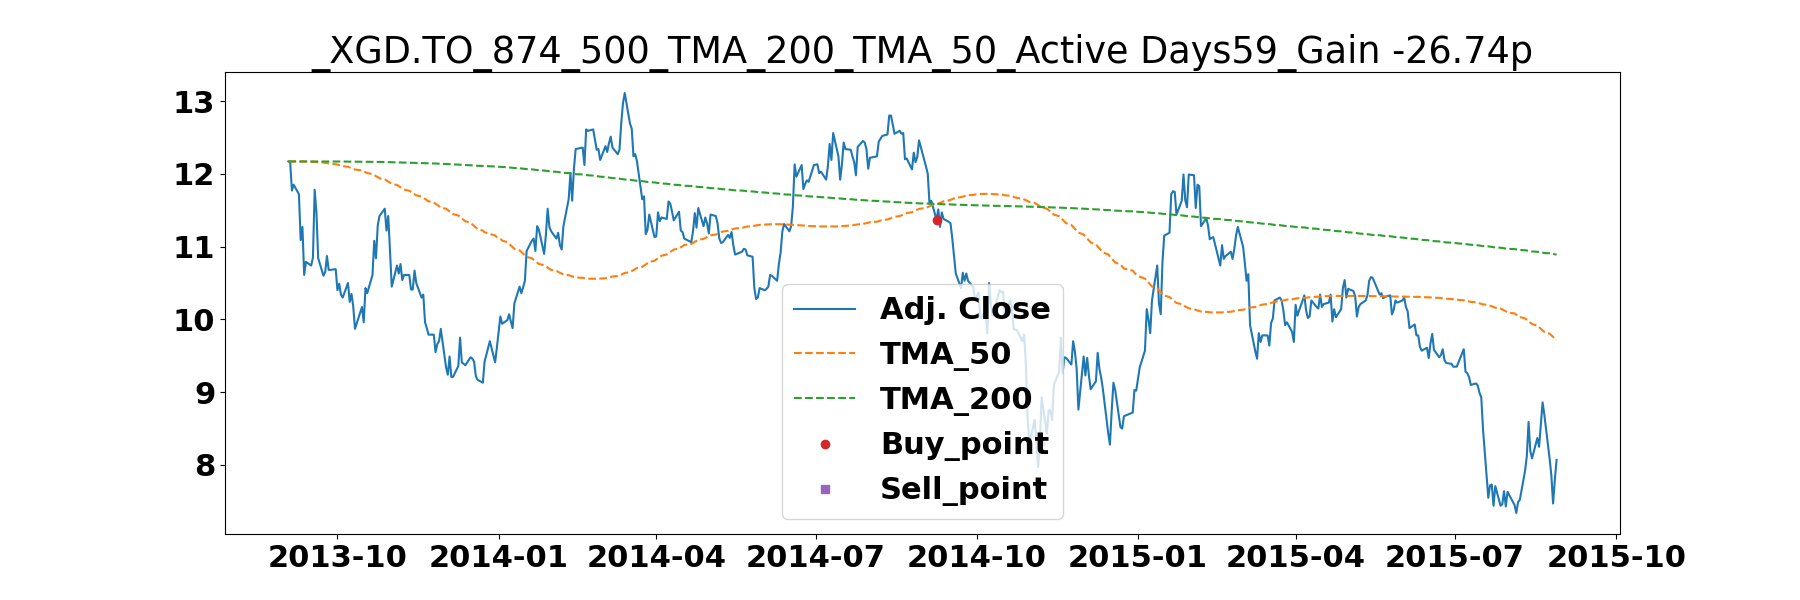 _XGD.TO_874_500_TMA_200_TMA_50_Active Days59_Gain -26.74p
13
12
11
10
9
8
Adj. Close
TMA_50
TMA_200
Buy_point
Sell_point
2013-10 2014-01 2014-04 2014-07 2014-10 2015-01 2015-04 2015-07 2015-10